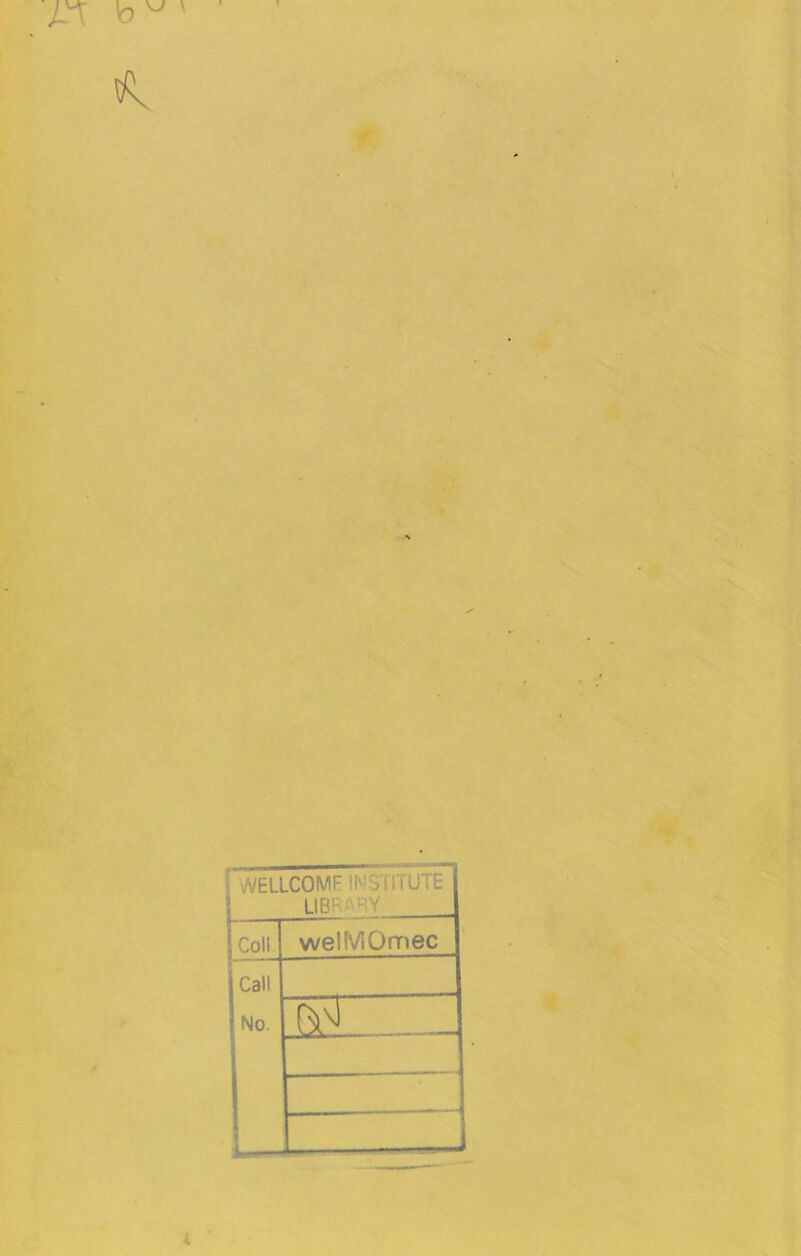 WELLCOME INSTITUTE
LIBRARY
Coll. welMOmec
Call
No. QV